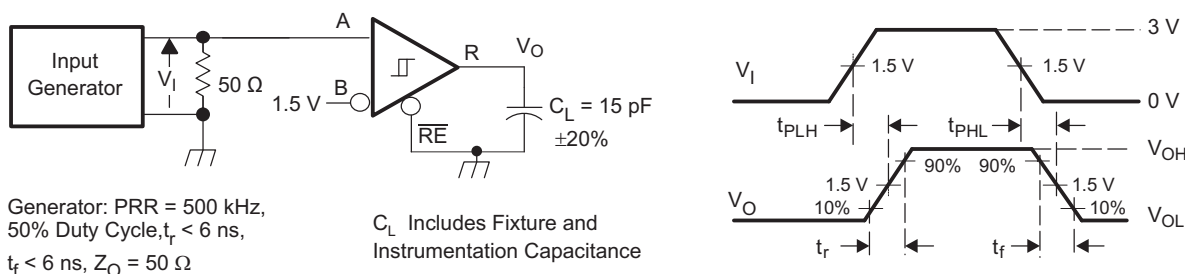 Input
Generator
V_I
50 Ω
A
B
1.5 V
R
V_O
RE
C_L = 15 pF
±20%
Generator: PRR = 500 kHz,
50% Duty Cycle,t_r < 6 ns,
t_f < 6 ns, Z_O = 50 Ω
C_L Includes Fixture and
Instrumentation Capacitance
3 V
V_I
1.5 V
1.5 V
0 V
t_PLH
t_PHL
V_OH
90%
90%
1.5 V
1.5 V
V_O
10%
10%
V_OL
t_r
t_f